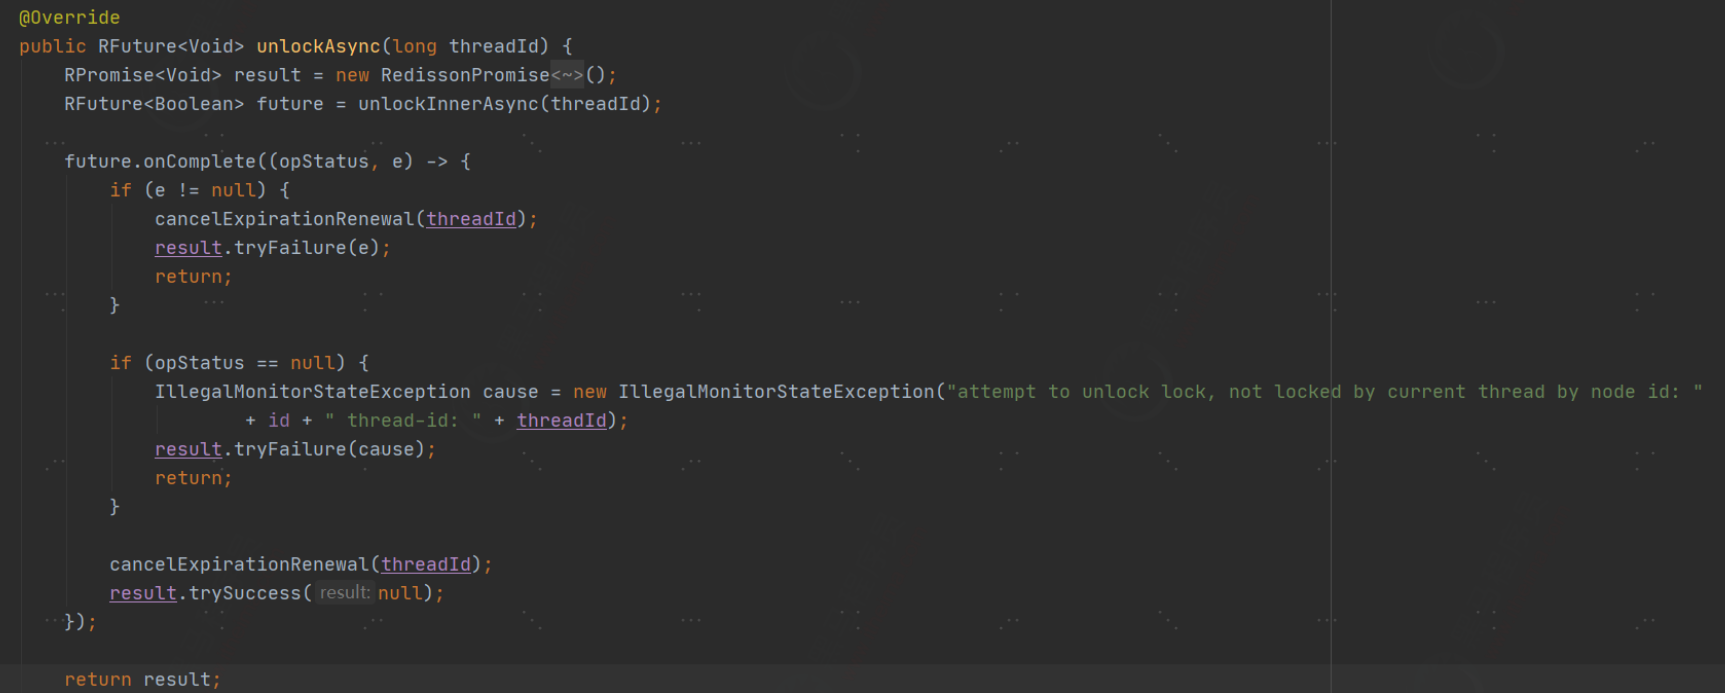 @Override
public RFuture<Void> unlockAsync(long threadId) {
RPromise<Void> result = new RedissonPromise<~>();
RFuture<Boolean> future = unlockInnerAsync(threadId);
future.onComplete((opStatus, e) -> {
if (e != null) {
cancelExpirationRenewal(threadId);
result.tryFailure(e);
return;
}
if (opStatus == null) {
IllegalMonitorStateException cause = new IllegalMonitorStateException("attempt to unlock lock, not locked by current thread by node id: "
+ id + " thread-id: " + threadId);
result.tryFailure(cause);
return;
}
cancelExpirationRenewal(threadId);
result.trySuccess( result: null);
});
return result;